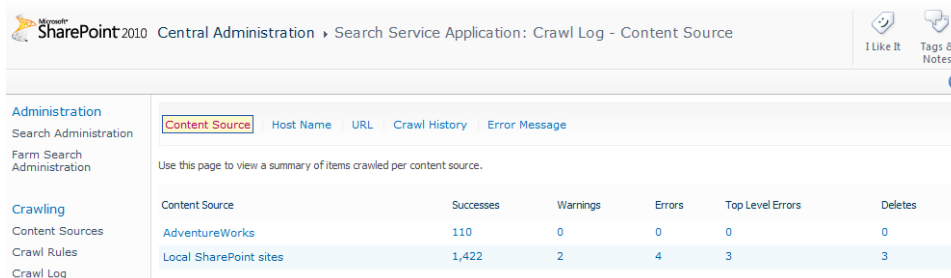 Microsoft®
SharePoint 2010 Central Administration ▸ Search Service Application: Crawl Log - Content Source
I Like It
Tags &
Notes
Administration
Search Administration
Farm Search
Administration
Crawling
Content Sources
Crawl Rules
Crawl Log
Content Source Host Name URL Crawl History Error Message
Use this page to view a summary of items crawled per content source.
Content Source Successes Warnings Errors Top Level Errors Deletes
AdventureWorks 110 0 0 0 0
Local SharePoint sites 1,422 2 4 3 3